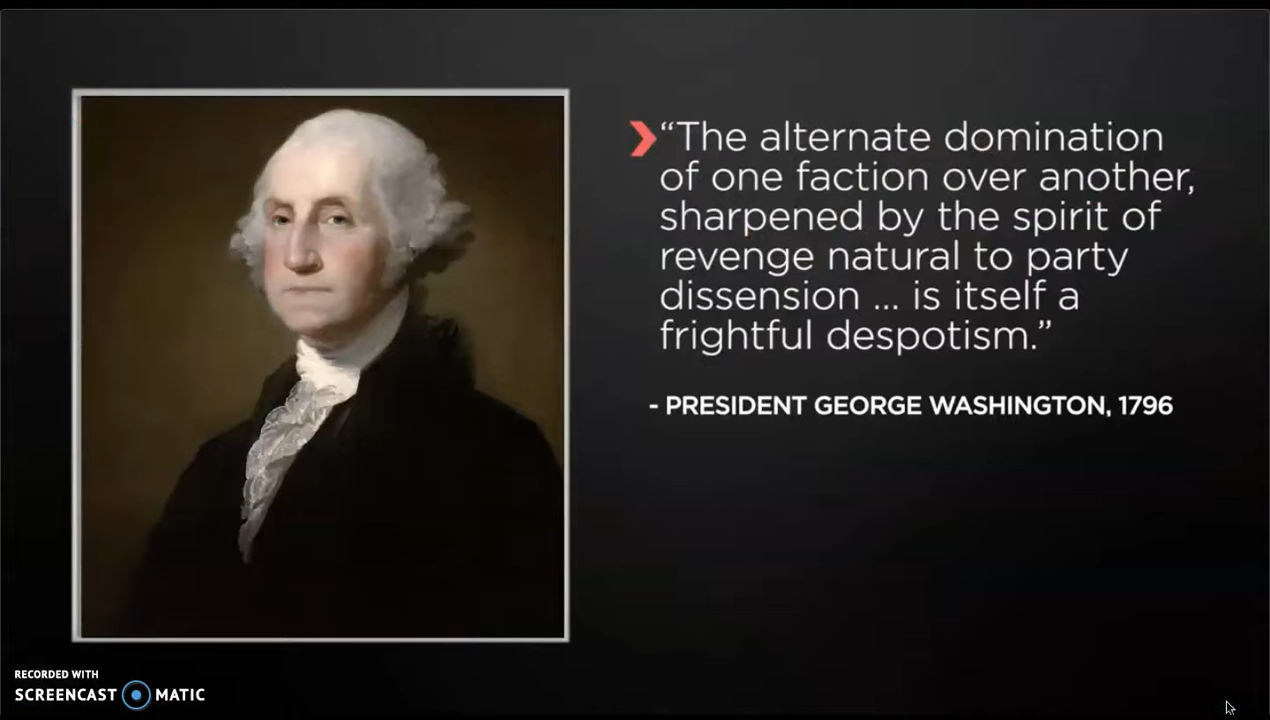 “The alternate domination
of one faction over another,
sharpened by the spirit of
revenge natural to party
dissension ... is itself a
frightful despotism.”
- PRESIDENT GEORGE WASHINGTON, 1796
RECORDED WITH
SCREENCAST MATIC